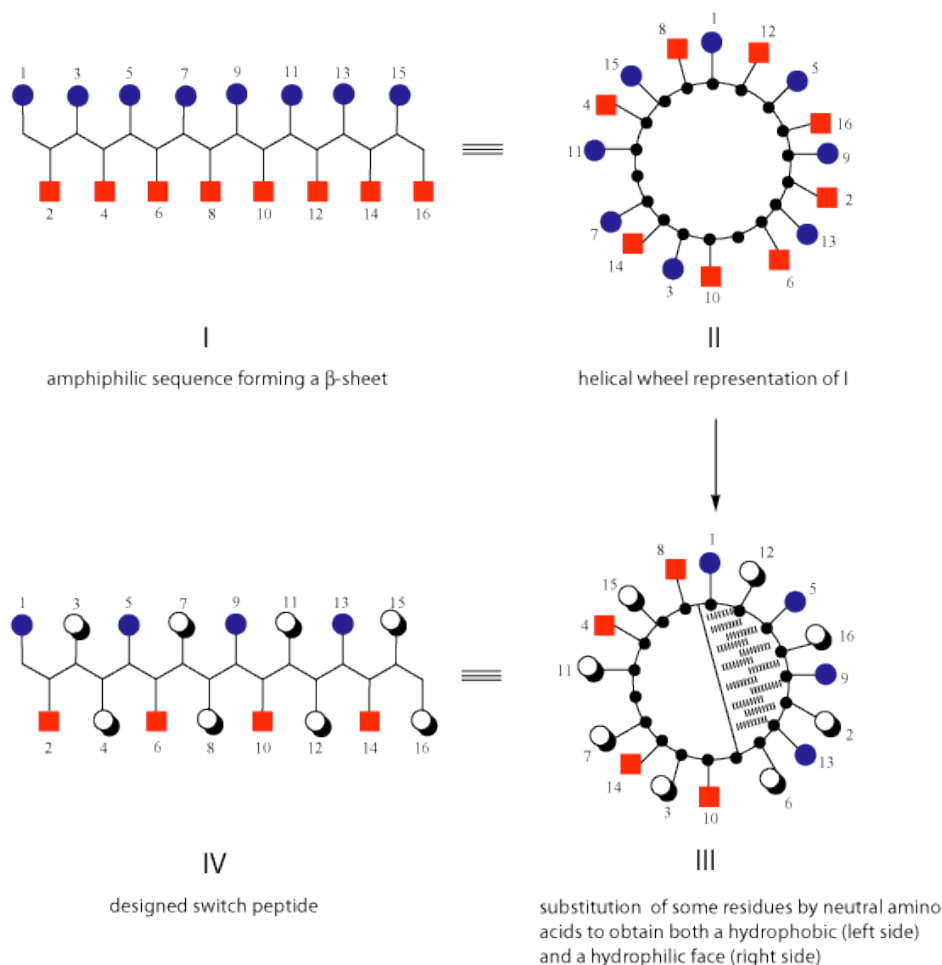 1 3 5 7 9 11 13 15
2 4 6 8 10 12 14 16
I
amphiphilic sequence forming a β-sheet
1
8 12
15 5
4 16
11 9
2
7 13
14 6
3 10
II
helical wheel representation of I
1 3 5 7 9 11 13 15
2 4 6 8 10 12 14 16
IV
designed switch peptide
1
8 12
15 5
4 16
11 9
2
7 13
14 6
3 10
III
substitution of some residues by neutral amino
acids to obtain both a hydrophobic (left side)
and a hydrophilic face (right side)